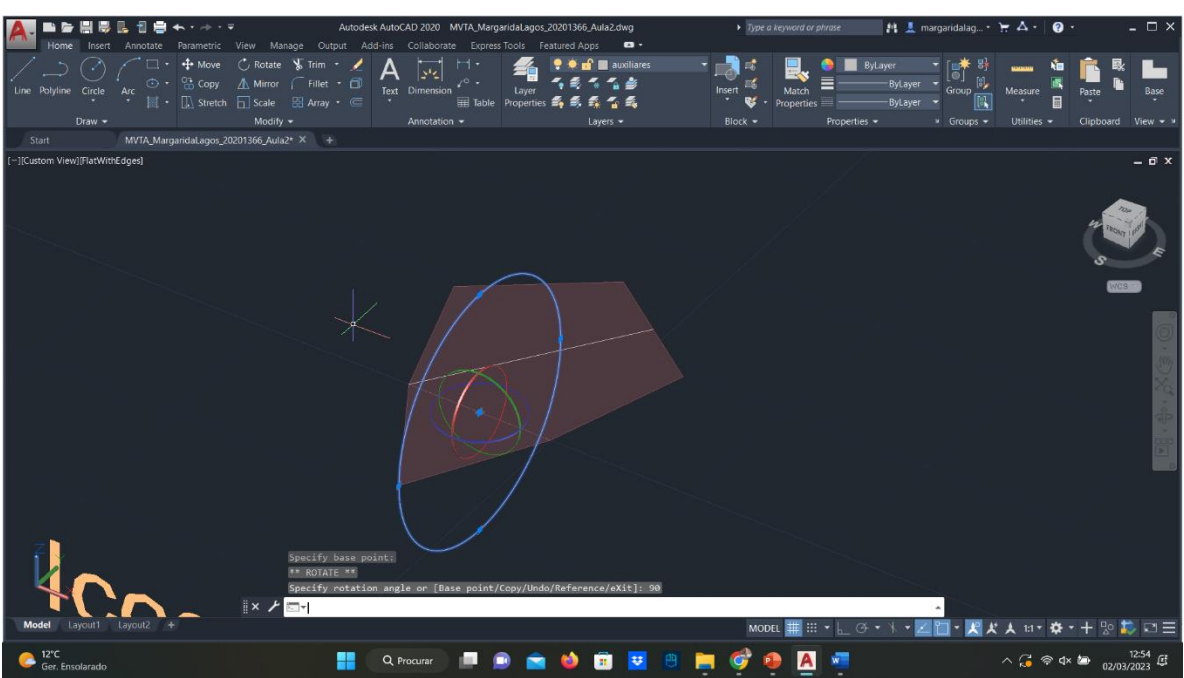 Autodesk AutoCAD 2020 MVTA_MargaridaLagos_20201366_Aula2.dwg
Type a keyword or phrase
margaridalag...
Home Insert Annotate Parametric View Manage Output Add-ins Collaborate Express Tools Featured Apps
Line Polyline Circle Arc
Move Rotate Trim
Copy Mirror Fillet
Stretch Scale Array
Text Dimension
Table
Layer Properties
auxiliares
Insert
Match Properties
ByLayer
ByLayer
ByLayer
Group
Measure
Paste
Base
Draw Modify Annotation Layers Block Properties Groups Utilities Clipboard View
Start MVTA_MargaridaLagos_20201366_Aula2* +
[-][Custom View][FlatWithEdges]
TOP
W FRONT
S E
WCS
Z
Specify base point:
** ROTATE **
Specify rotation angle or [Base point/Copy/Undo/Reference/eXit]: 90
Model Layout1 Layout2 +
MODEL 1:1
12°C
Ger. Ensolarado
Procurar
12:54
02/03/2023